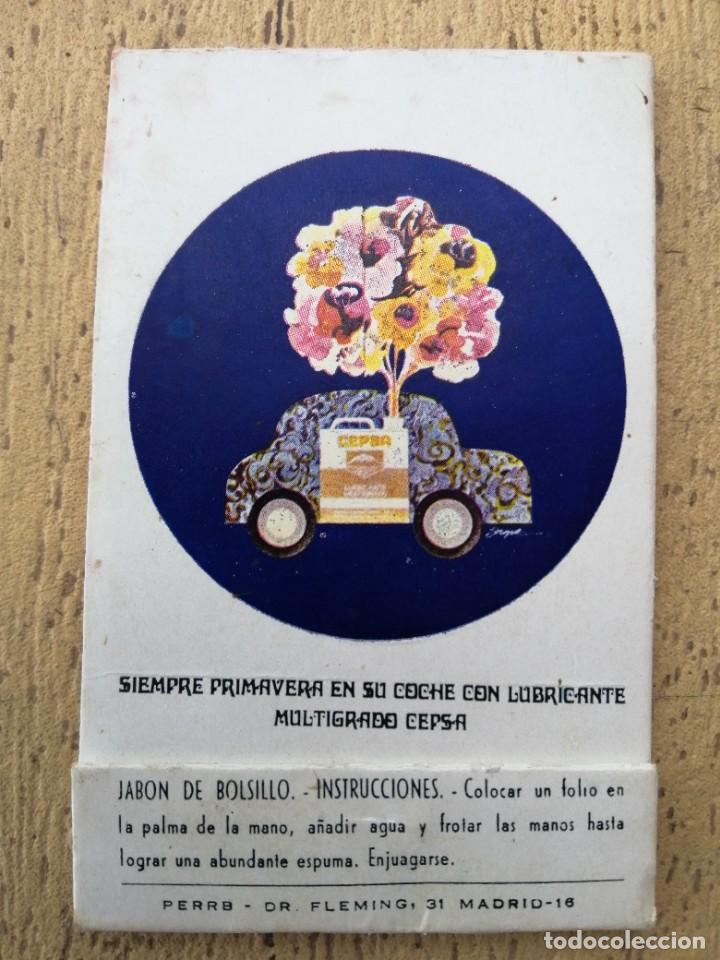 CEPSA
SIEMPRE PRIMAVERA EN SU COCHE CON LUBRICANTE
MULTIGRADO CEPSA
JABON DE BOLSILLO. - INSTRUCCIONES. - Colocar un folio en
la palma de la mano, añadir agua y frotar las manos hasta
lograr una abundante espuma. Enjuagarse.
PERRB - DR. FLEMING, 31 MADRID-16
todocoleccion